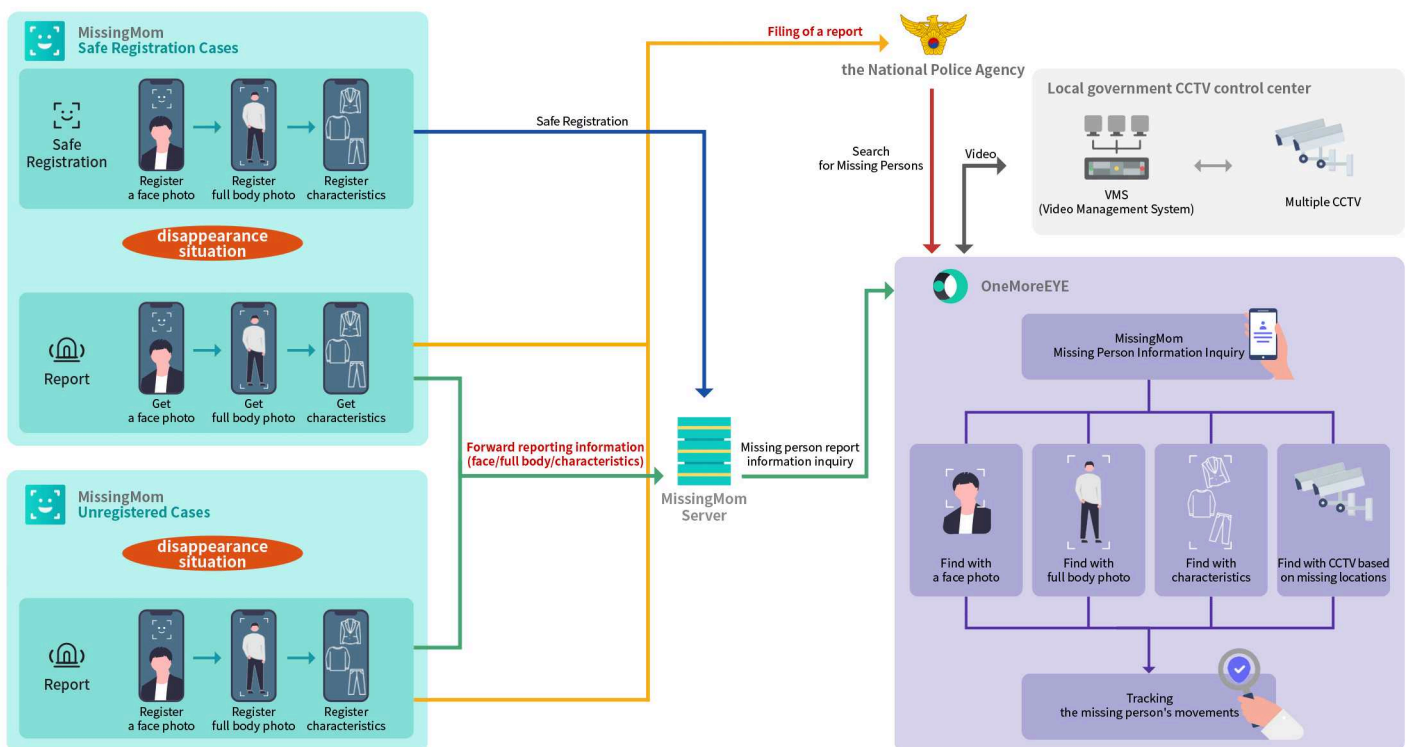 MissingMom
Safe Registration Cases
Safe
Registration
Register
a face photo
Register
full body photo
Register
characteristics
disappearance
situation
Report
Get
a face photo
Get
full body photo
Get
characteristics
MissingMom
Unregistered Cases
disappearance
situation
Report
Register
a face photo
Register
full body photo
Register
characteristics
Safe Registration
Forward reporting information
(face/full body/characteristics)
MissingMom
Server
Missing person report
information inquiry
Filing of a report
the National Police Agency
Search
for Missing Persons
Video
Local government CCTV control center
VMS
(Video Management System)
Multiple CCTV
OneMoreEYE
MissingMom
Missing Person Information Inquiry
Find with
a face photo
Find with
full body photo
Find with
characteristics
Find with CCTV based
on missing locations
Tracking
the missing person's movements